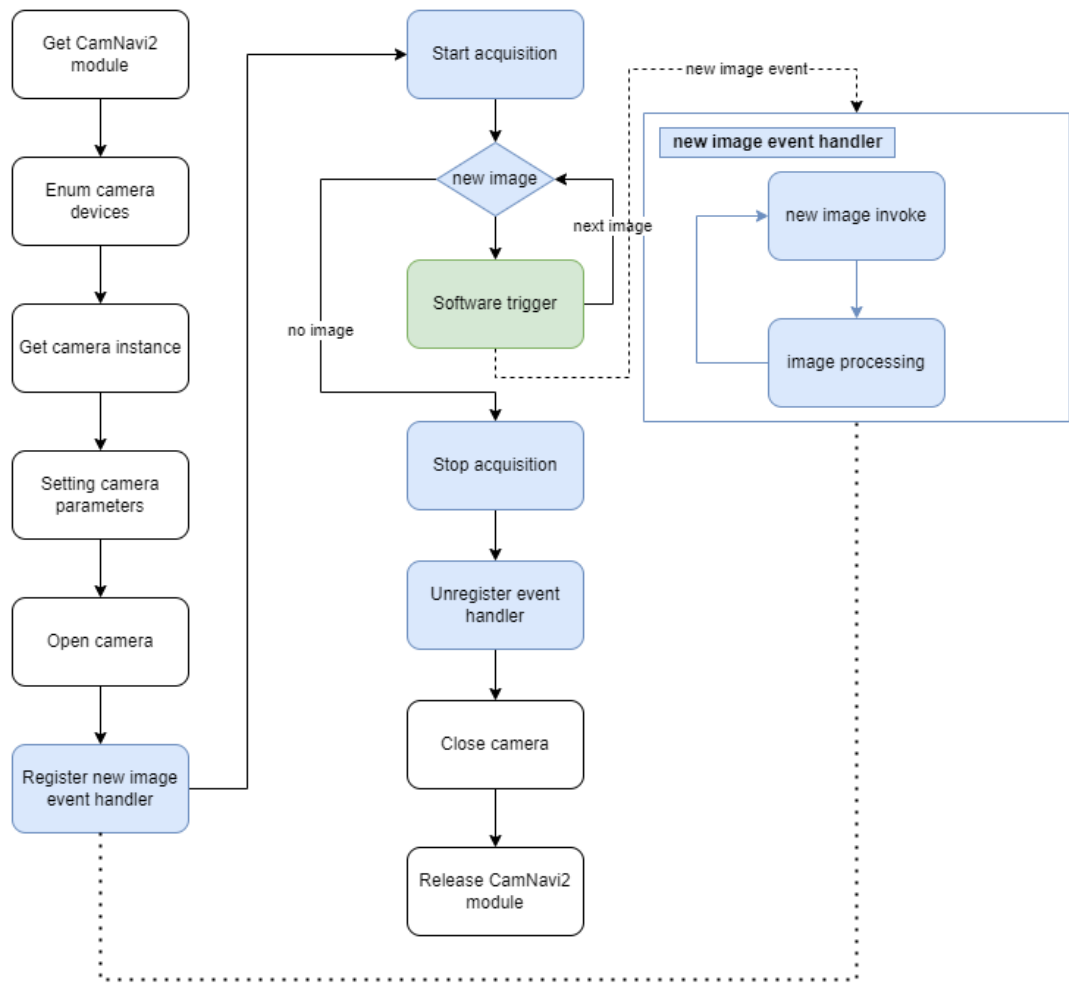 Get CamNavi2
module
Enum camera
devices
Get camera instance
Setting camera
parameters
Open camera
Register new image
event handler
Start acquisition
new image
next image
Software trigger
no image
Stop acquisition
Unregister event
handler
Close camera
Release CamNavi2
module
new image event
new image event handler
new image invoke
image processing